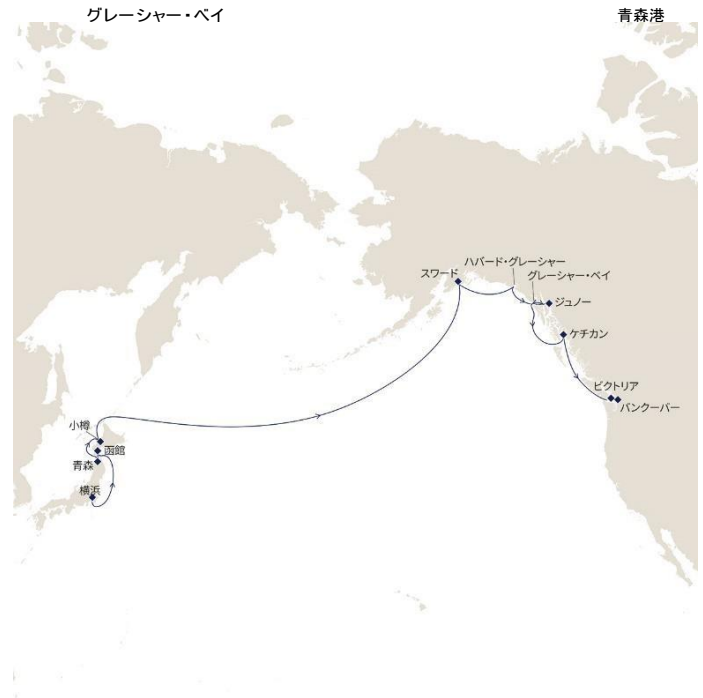 グレーシャー・ベイ
青森港
ハバード・グレーシャー
スワード
グレーシャー・ベイ
ジュノー
ケチカン
ビクトリア
バンクーバー
小樽
函館
青森
横浜